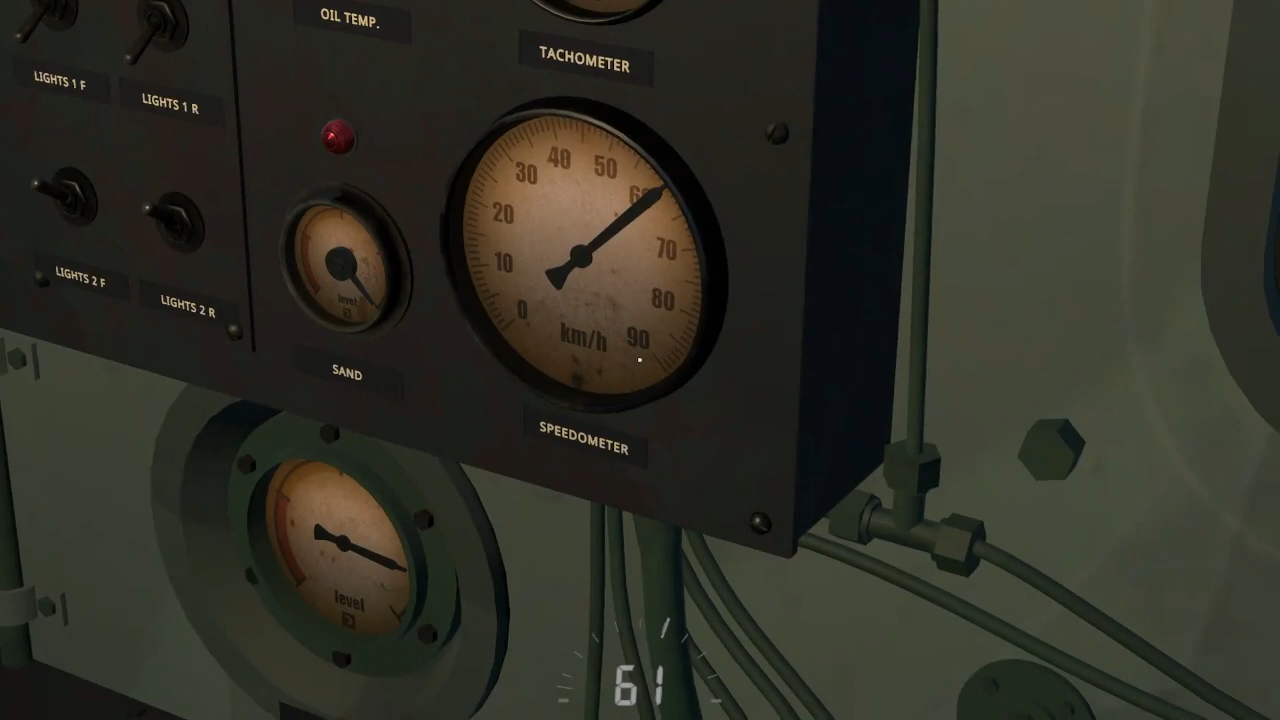 OIL TEMP.
TACHOMETER
LIGHTS 1 F
LIGHTS 1 R
LIGHTS 2 F
LIGHTS 2 R
level
SAND
0
10
20
30
40
50
60
70
80
90
km/h
SPEEDOMETER
level
61